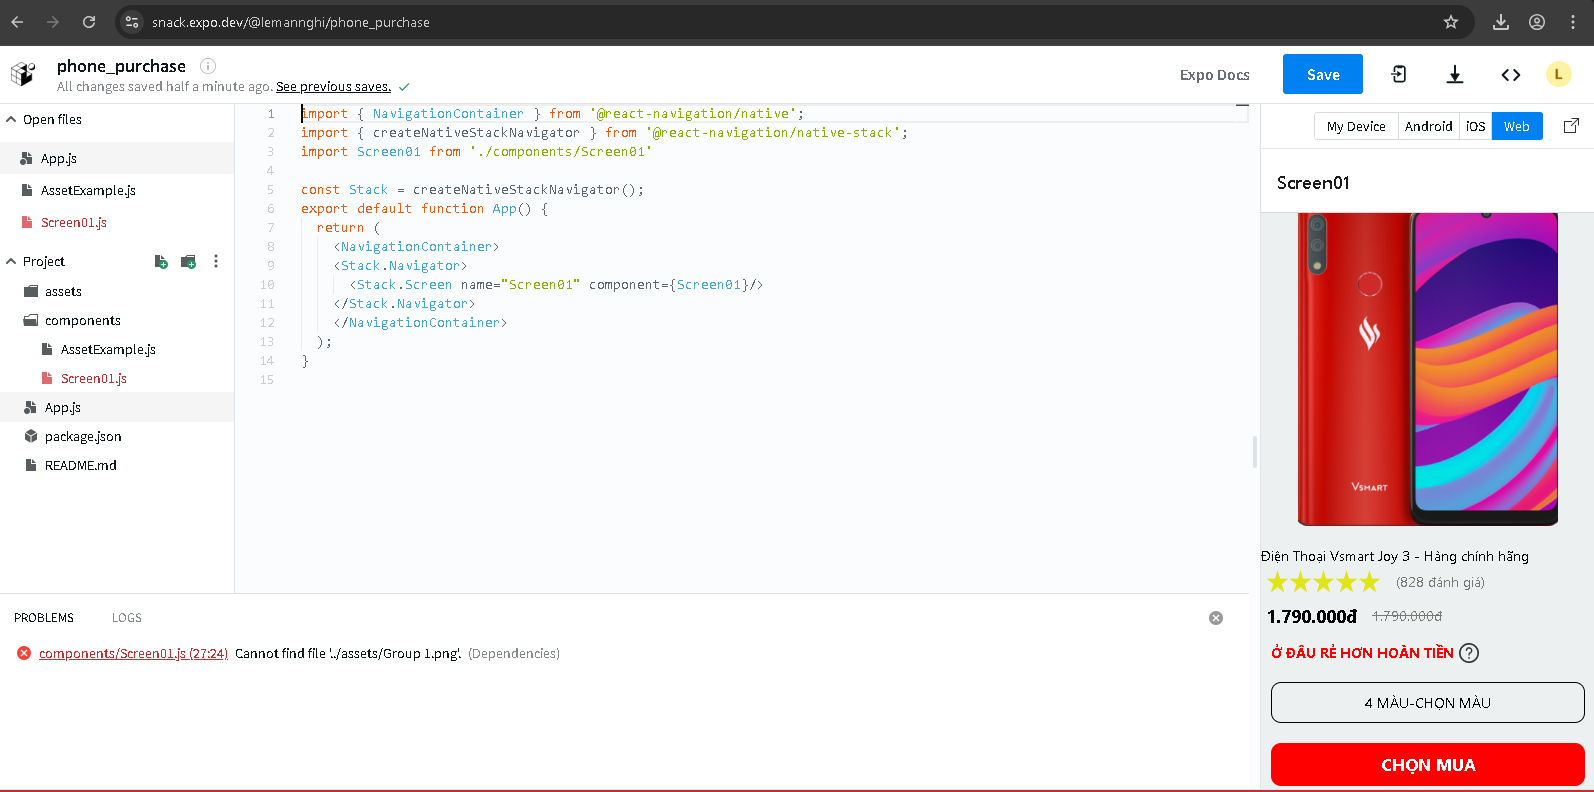 snack.expo.dev/@lemannghi/phone_purchase
phone_purchase
All changes saved half a minute ago. See previous saves.
Expo Docs
Save
L
Open files
App.js
AssetExample.js
Screen01.js
Project
assets
components
AssetExample.js
Screen01.js
App.js
package.json
README.md
1 import { NavigationContainer } from '@react-navigation/native';
2 import { createNativeStackNavigator } from '@react-navigation/native-stack';
3 import Screen01 from './components/Screen01'
4
5 const Stack = createNativeStackNavigator();
6 export default function App() {
7 return (
8 <NavigationContainer>
9 <Stack.Navigator>
10 <Stack.Screen name="Screen01" component={Screen01}/>
11 </Stack.Navigator>
12 </NavigationContainer>
13 );
14 }
15
PROBLEMS LOGS
components/Screen01.js (27:24) Cannot find file '../assets/Group 1.png'. (Dependencies)
My Device Android iOS Web
Screen01
VSMART
Điện Thoại Vsmart Joy 3 - Hàng chính hãng
(828 đánh giá)
1.790.000đ 1.790.000đ
Ở ĐÂU RẺ HƠN HOÀN TIỀN ?
4 MÀU-CHỌN MÀU
CHỌN MUA